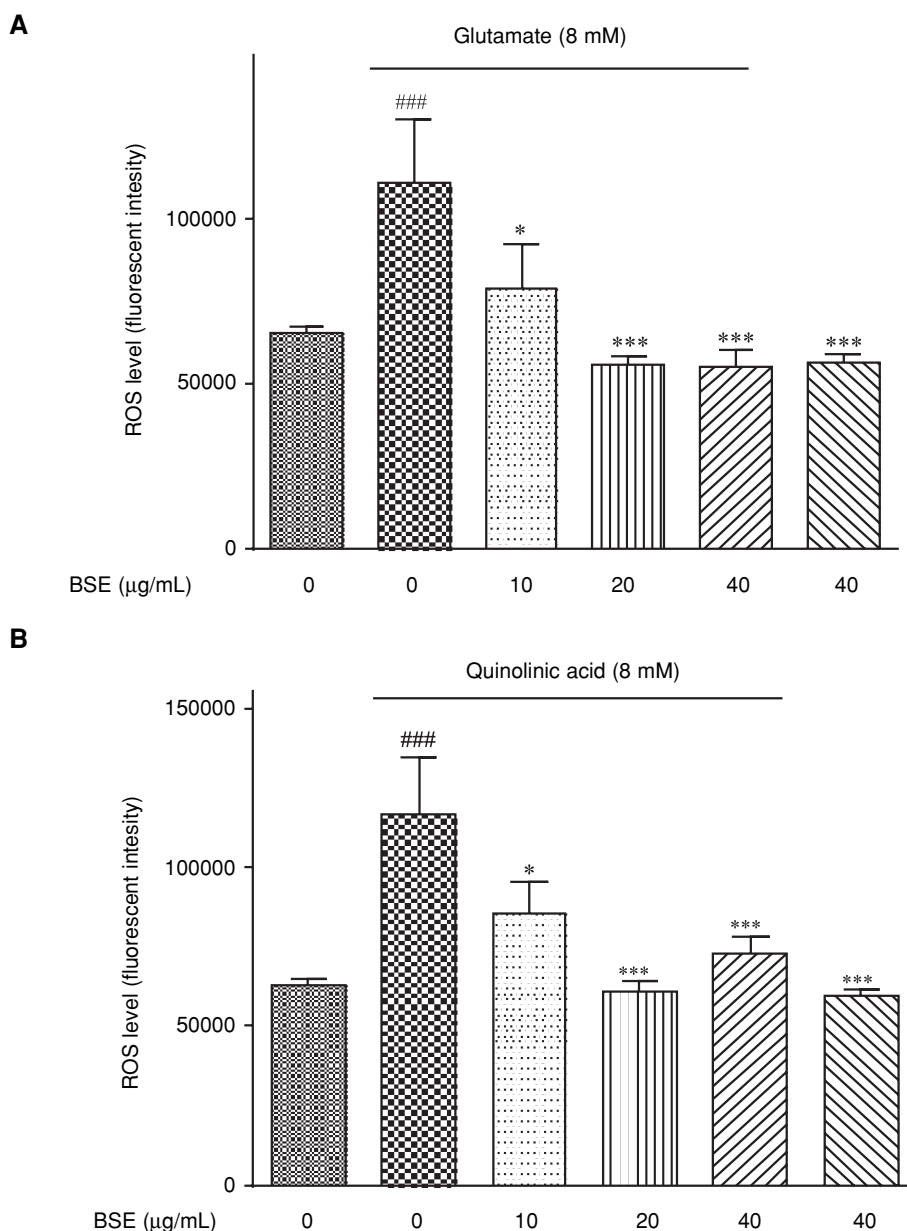 A
Glutamate (8 mM)
###
*
***
***
***
100000
50000
0
ROS level (fluorescent intesity)
BSE (μg/mL) 0 0 10 20 40 40
B
Quinolinic acid (8 mM)
150000
###
*
***
***
***
100000
50000
0
ROS level (fluorescent intesity)
BSE (μg/mL) 0 0 10 20 40 40